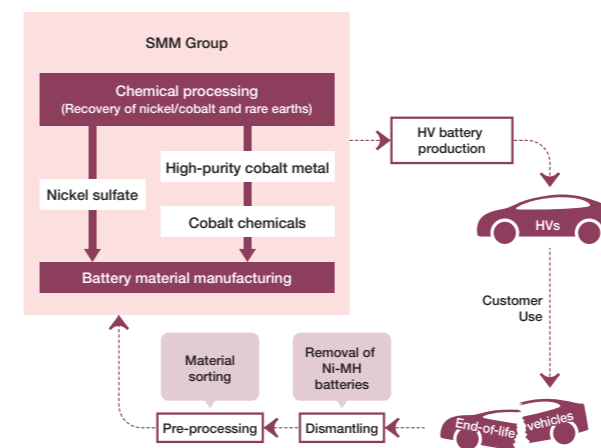 SMM Group
Chemical processing
(Recovery of nickel/cobalt and rare earths)
High-purity cobalt metal
Nickel sulfate
Cobalt chemicals
Battery material manufacturing
HV battery
production
HVs
Customer
Use
End-of-life
vehicles
Removal of
Ni-MH
batteries
Dismantling
Material
sorting
Pre-processing